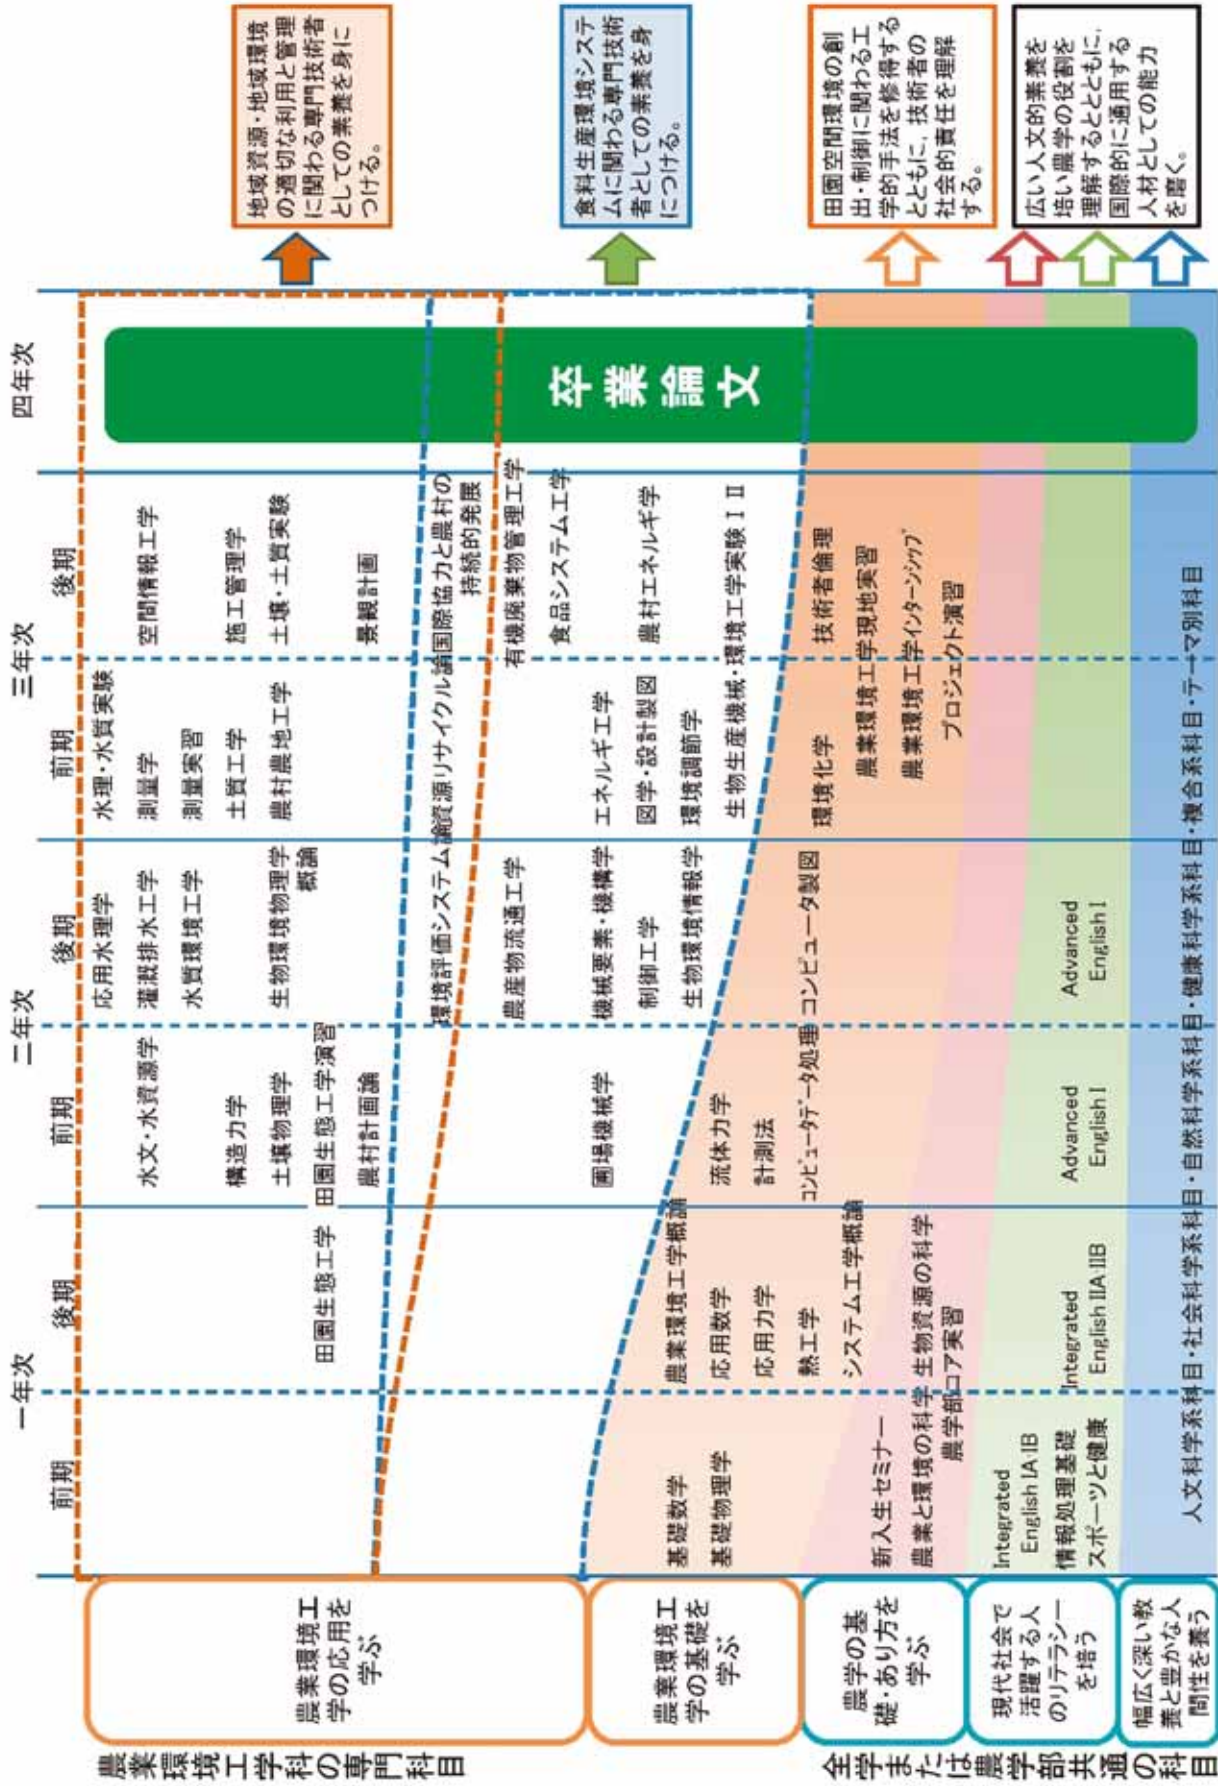 一年次
二年次
三年次
四年次
前期
後期
前期
後期
前期
後期
農業環境工学科の専門科目
農業環境工
学の応用を
学ぶ
田園生態工学
水文・水資源学
構造力学
土壌物理学
田園生態工学演習
農村計画論
応用水理学
灌漑排水工学
水質環境工学
生物環境物理学
概論
水理・水質実験
測量学
測量実習
土質工学
農村農地工学
空間情報工学
施工管理学
土壌・土質実験
景観計画
環境評価システム論
資源リサイクル論
国際協力と農村の
持続的発展
圃場機械学
農産物流通工学
機械要素・機構学
制御工学
生物環境情報学
エネルギ工学
図学・設計製図
環境調節学
有機廃棄物管理工学
食品システム工学
農村エネルギ学
生物生産機械・環境工学実験ⅠⅡ
農業環境工
学の基礎を
学ぶ
基礎数学
基礎物理学
農業環境工学概論
応用数学
応用力学
熱工学
システム工学概論
流体力学
計測法
コンピュータデータ処理
コンピュータ製図
環境化学
技術者倫理
農業環境工学現地実習
農業環境工学インターンシップ
プロジェクト演習
全学または農学部共通の科目
農学の基
礎・あり方を
学ぶ
新入生セミナー
農業と環境の科学
生物資源の科学
農学部コア実習
現代社会で
活躍する人
のリテラシー
を培う
Integrated
English IA・IB
情報処理基礎
スポーツと健康
Integrated
English IIA・IIB
Advanced
English I
Advanced
English I
幅広く深い教
養と豊かな人
間性を養う
人文科学系科目・社会科学系科目・自然科学系科目・健康科学系科目・複合系科目・テーマ別科目
卒業論文
地域資源・地域環境
の適切な利用と管理
に関わる専門技術者
としての素養を身に
つける。
食料生産環境システ
ムに関わる専門技術
者としての素養を身
につける。
田園空間環境の創
出・制御に関わる工
学的手法を修得する
とともに、技術者の
社会的責任を理解
する。
広い人文的素養を
培い農学の役割を
理解するとともに、
国際的に通用する
人材としての能力
を磨く。